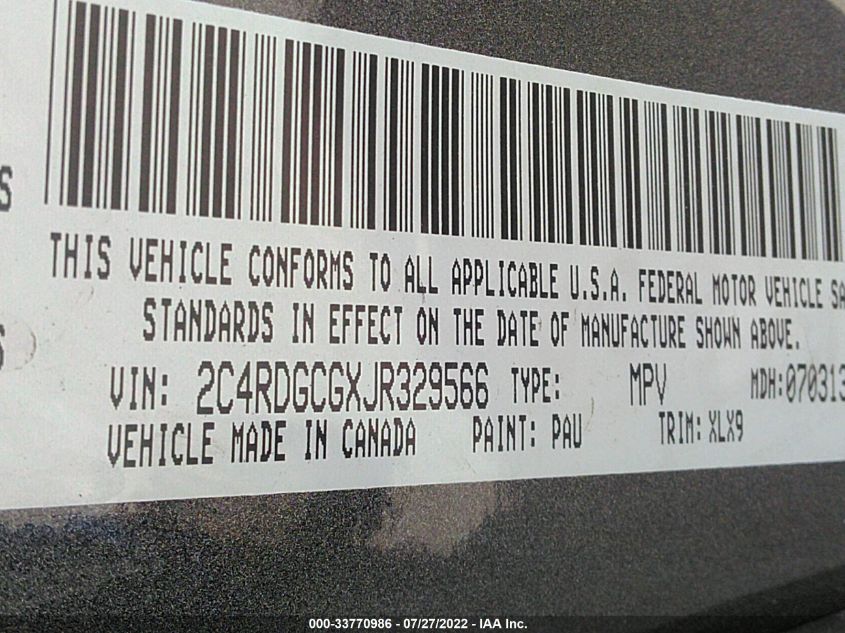 S
THIS VEHICLE CONFORMS TO ALL APPLICABLE U.S.A. FEDERAL MOTOR VEHICLE SA
STANDARDS IN EFFECT ON THE DATE OF MANUFACTURE SHOWN ABOVE.
S
VIN: 2C4RDGCGXJR329566 TYPE: MPV MDH:070313
VEHICLE MADE IN CANADA PAINT: PAU TRIM: XLX9
000-33770986 - 07/27/2022 - IAA Inc.